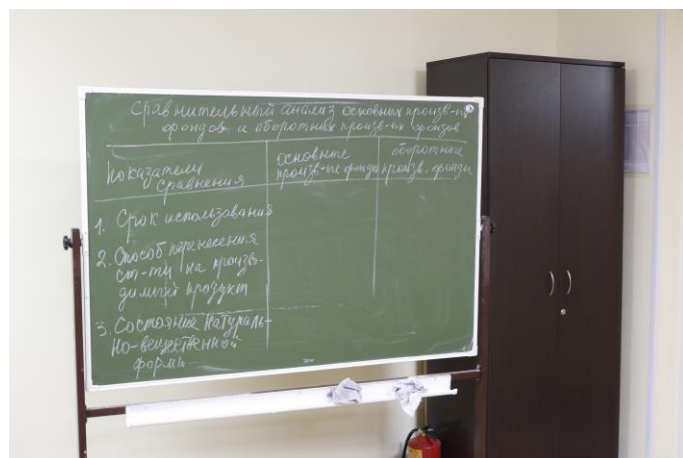 Сравнительный анализ основных произв-ых
фондов и оборотных произв-ых фондов
Показатели
сравнения
основные
произв-ые фонды
оборотные
произв. фонды
1. Срок использования
2. Способ перенесения
ст-ти на произво-
димый продукт
3. Состояние натураль-
но-вещественной
формы